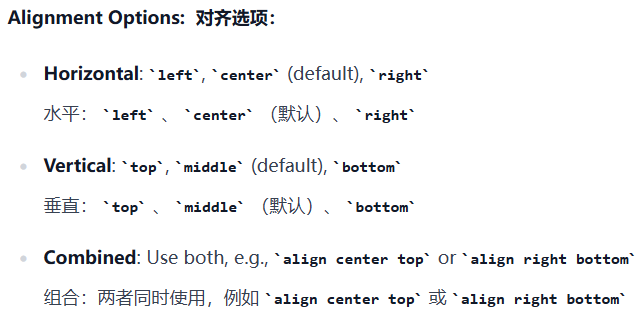 Alignment Options: 对齐选项：
Horizontal: `left`, `center` (default), `right`
水平： `left` 、 `center` （默认）、 `right`
Vertical: `top`, `middle` (default), `bottom`
垂直： `top` 、 `middle` （默认）、 `bottom`
Combined: Use both, e.g., `align center top` or `align right bottom`
组合：两者同时使用，例如 `align center top` 或 `align right bottom`